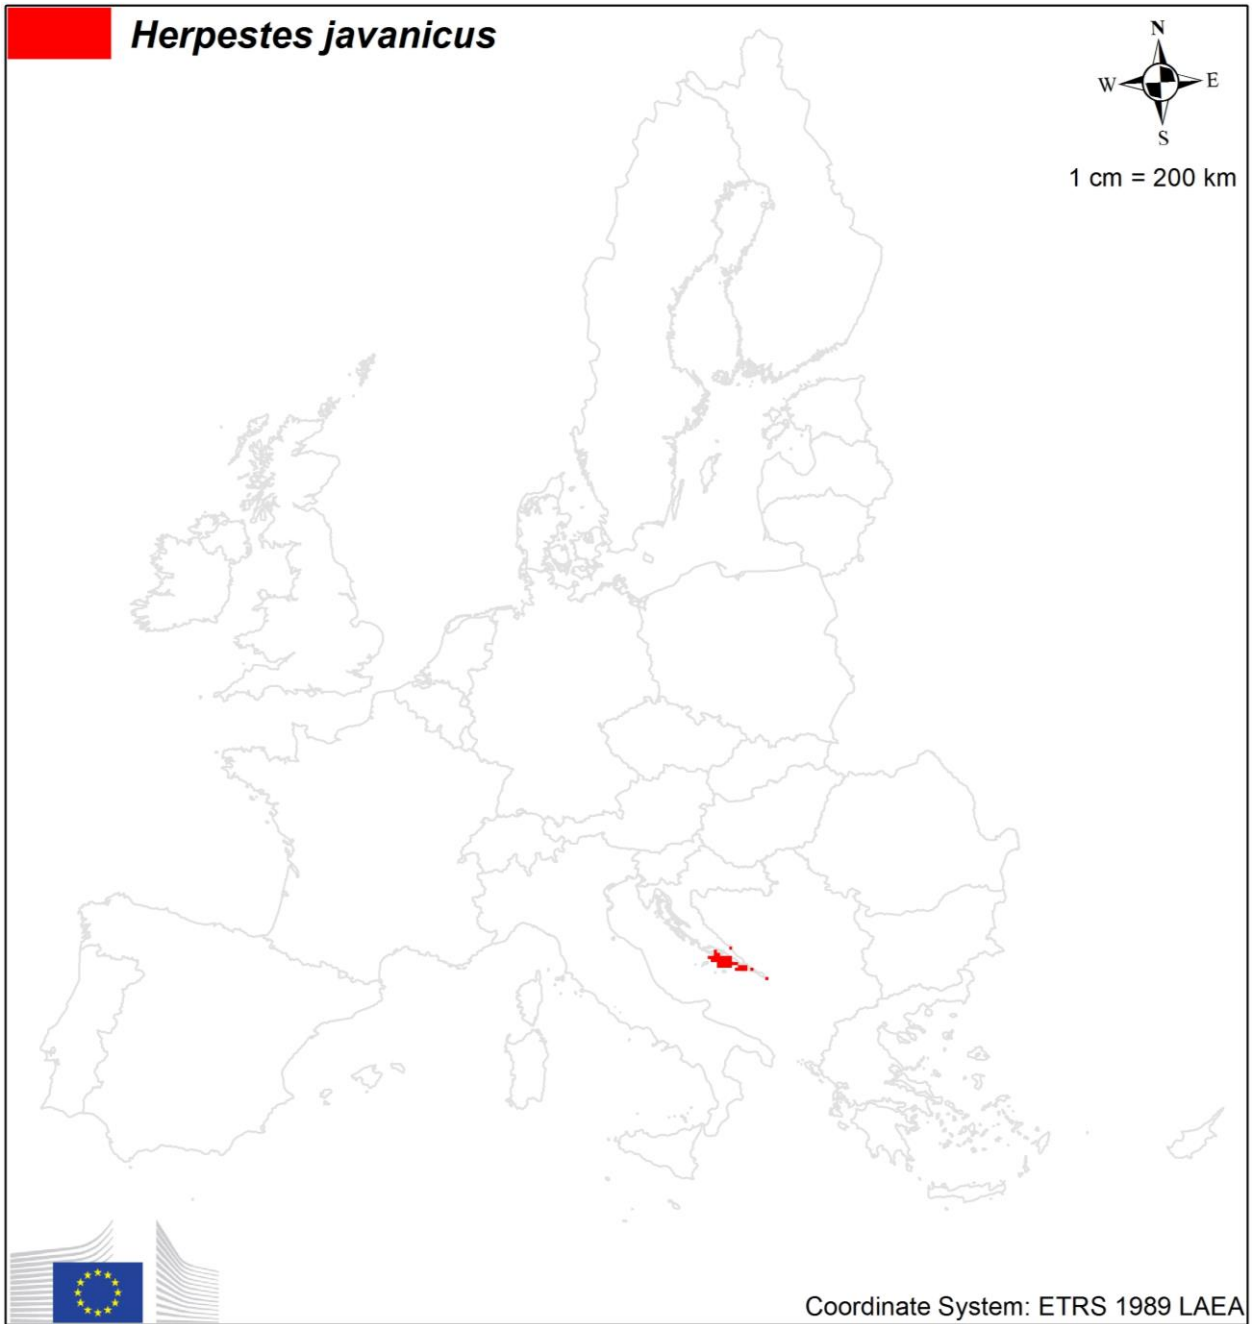 Herpestes javanicus
N
W E
S
1 cm = 200 km
Coordinate System: ETRS 1989 LAEA